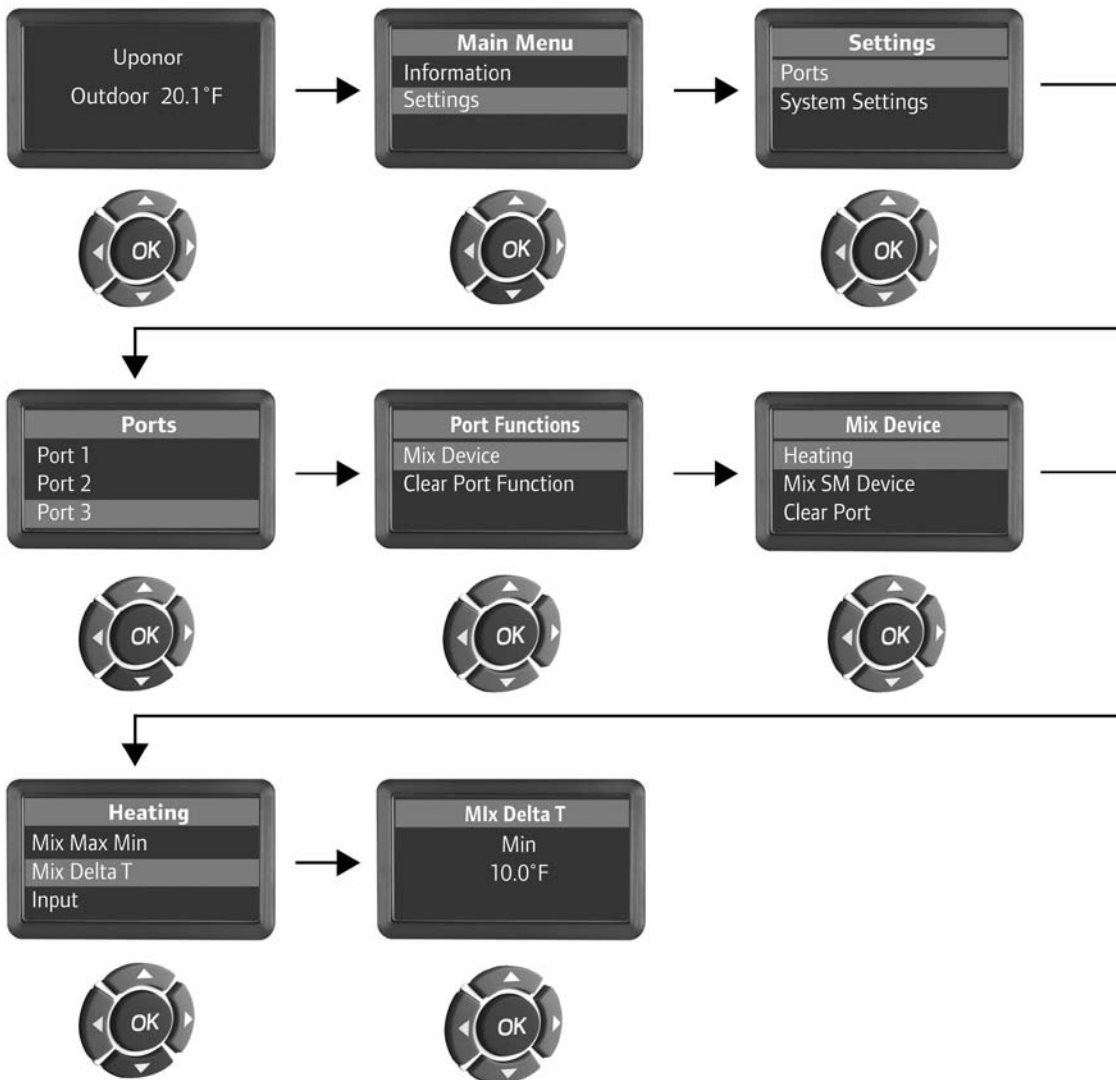 Uponor
Outdoor 20.1°F
Main Menu
Information
Settings
Settings
Ports
System Settings
OK
OK
OK
Ports
Port 1
Port 2
Port 3
Port Functions
Mix Device
Clear Port Function
Mix Device
Heating
Mix SM Device
Clear Port
OK
OK
OK
Heating
Mix Max Min
Mix Delta T
Input
MIx Delta T
Min
10.0°F
OK
OK